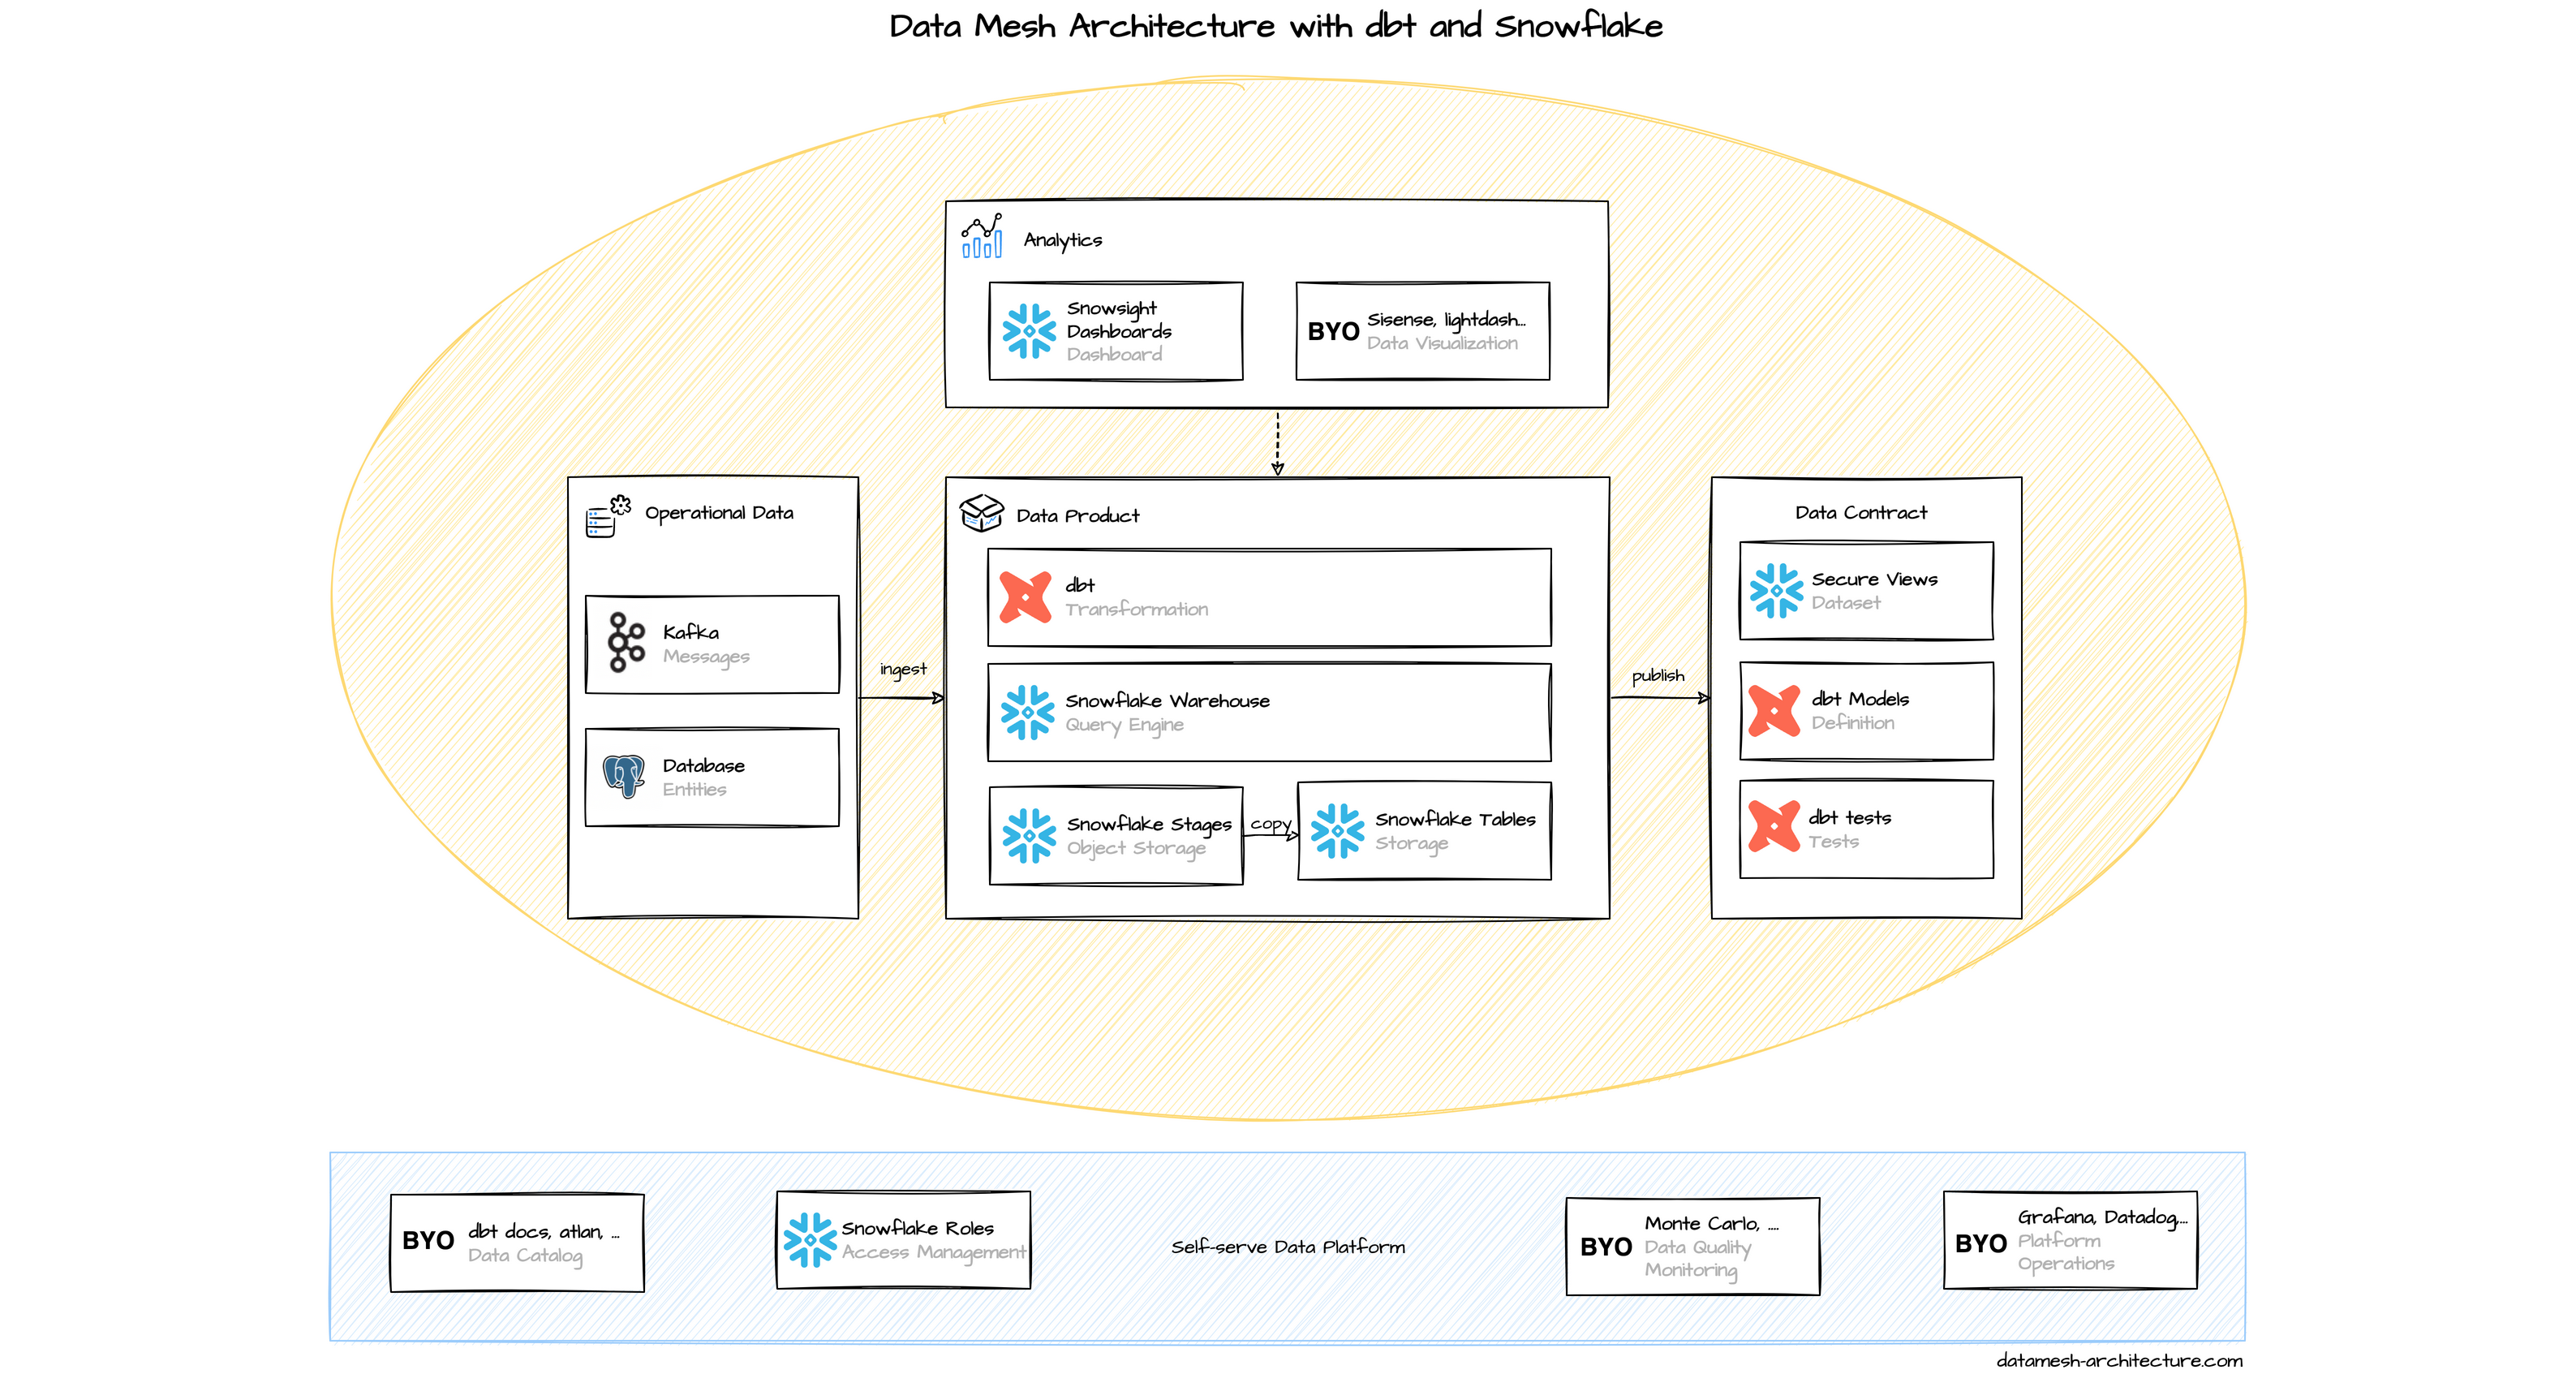 Data Mesh Architecture with dbt and Snowflake
Analytics
Snowsight
Dashboards
Dashboard
BYO
Sisense, lightdash...
Data Visualization
Operational Data
Kafka
Messages
Database
Entities
ingest
Data Product
dbt
Transformation
Snowflake Warehouse
Query Engine
Snowflake Stages
Object Storage
copy
Snowflake Tables
Storage
publish
Data Contract
Secure Views
Dataset
dbt Models
Definition
dbt tests
Tests
BYO
dbt docs, atlan, ...
Data Catalog
Snowflake Roles
Access Management
Self-serve Data Platform
BYO
Monte Carlo, ....
Data Quality
Monitoring
BYO
Grafana, Datadog,...
Platform
Operations
datamesh-architecture.com